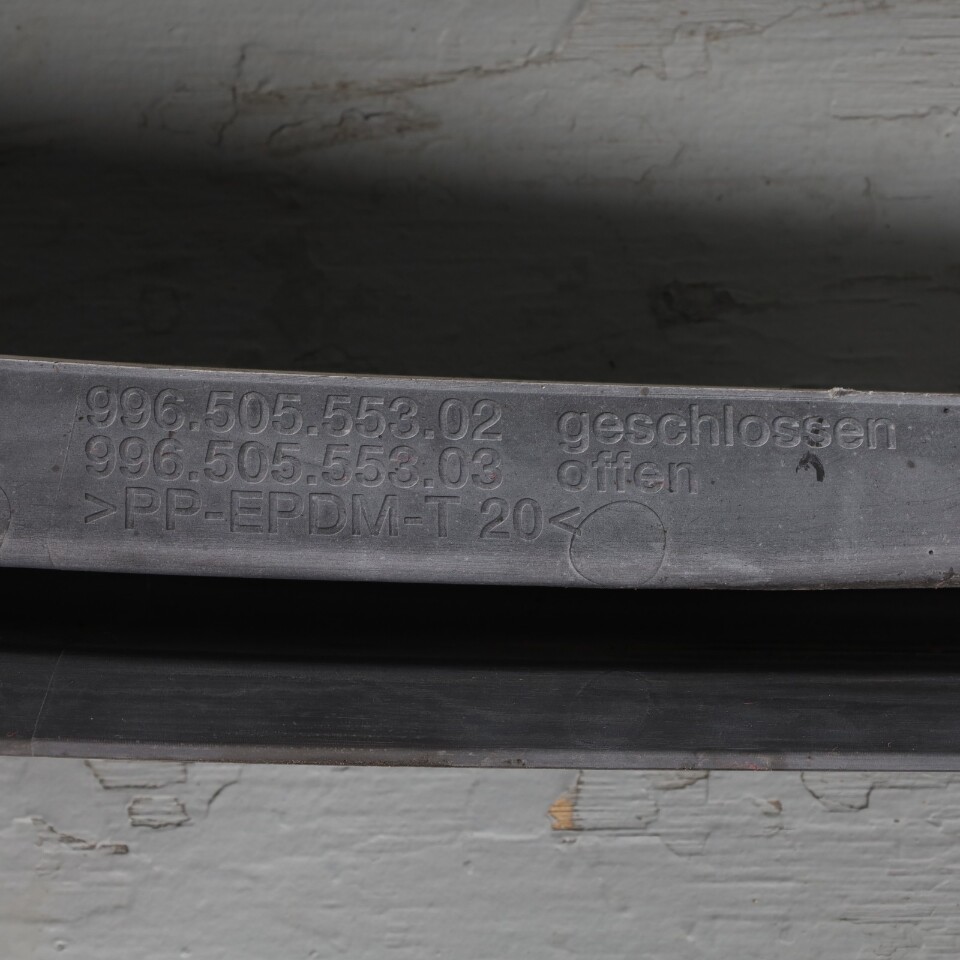 996.505.553.02 geschlossen
996.505.553.03 offen
>PP-EPDM-T 20<